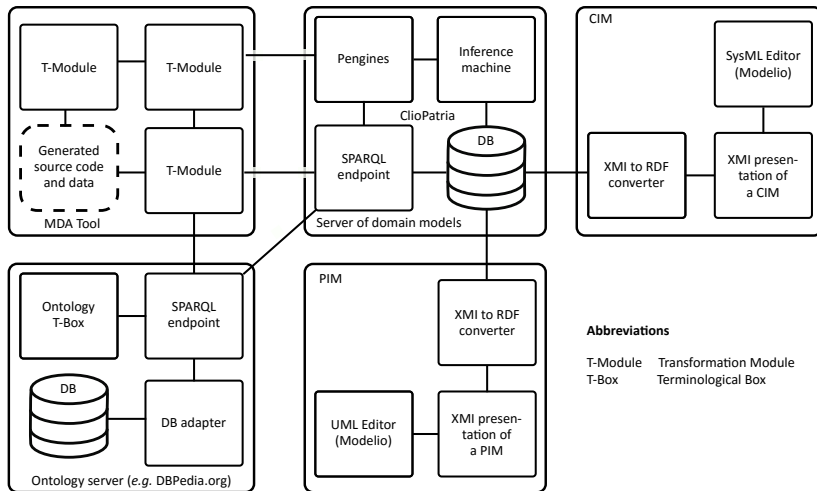 T-Module
T-Module
Generated
source code
and data
T-Module
MDA Tool
Pengines
Inference
machine
ClioPatria
SPARQL
endpoint
DB
Server of domain models
CIM
SysML Editor
(Modelio)
XMI to RDF
converter
XMI presen-
tation of
a CIM
Ontology
T-Box
SPARQL
endpoint
DB
DB adapter
Ontology server (e.g. DBPedia.org)
PIM
XMI to RDF
converter
UML Editor
(Modelio)
XMI presen-
tation of
a PIM
Abbreviations
T-Module Transformation Module
T-Box Terminological Box